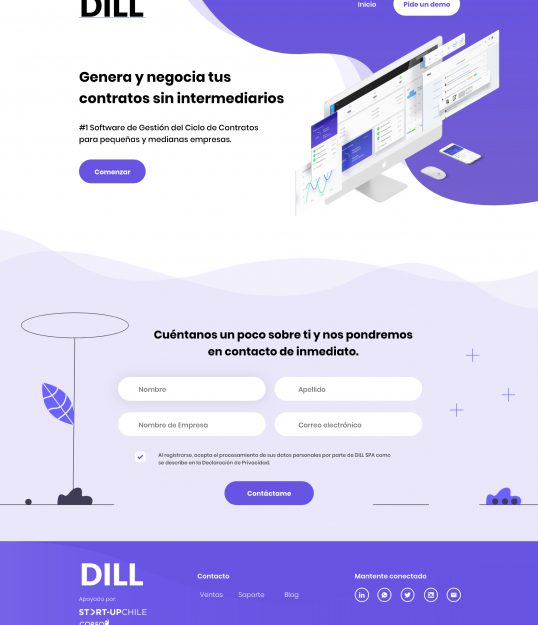 DILL
Inicio
Pide un demo
Genera y negocia tus
contratos sin intermediarios
#1 Software de Gestión del Ciclo de Contratos
para pequeñas y medianas empresas.
Comenzar
Cuéntanos un poco sobre ti y nos pondremos
en contacto de inmediato.
Nombre
Apellido
Nombre de Empresa
Correo electrónico
Al registrarse, acepta el procesamiento de sus datos personales por parte de DILL SPA como
se describe en la Declaración de Privacidad.
Contáctame
DILL
Apoyado por:
START-UPCHILE
CORFO
Contacto
Ventas Soporte Blog
Mantente conectado